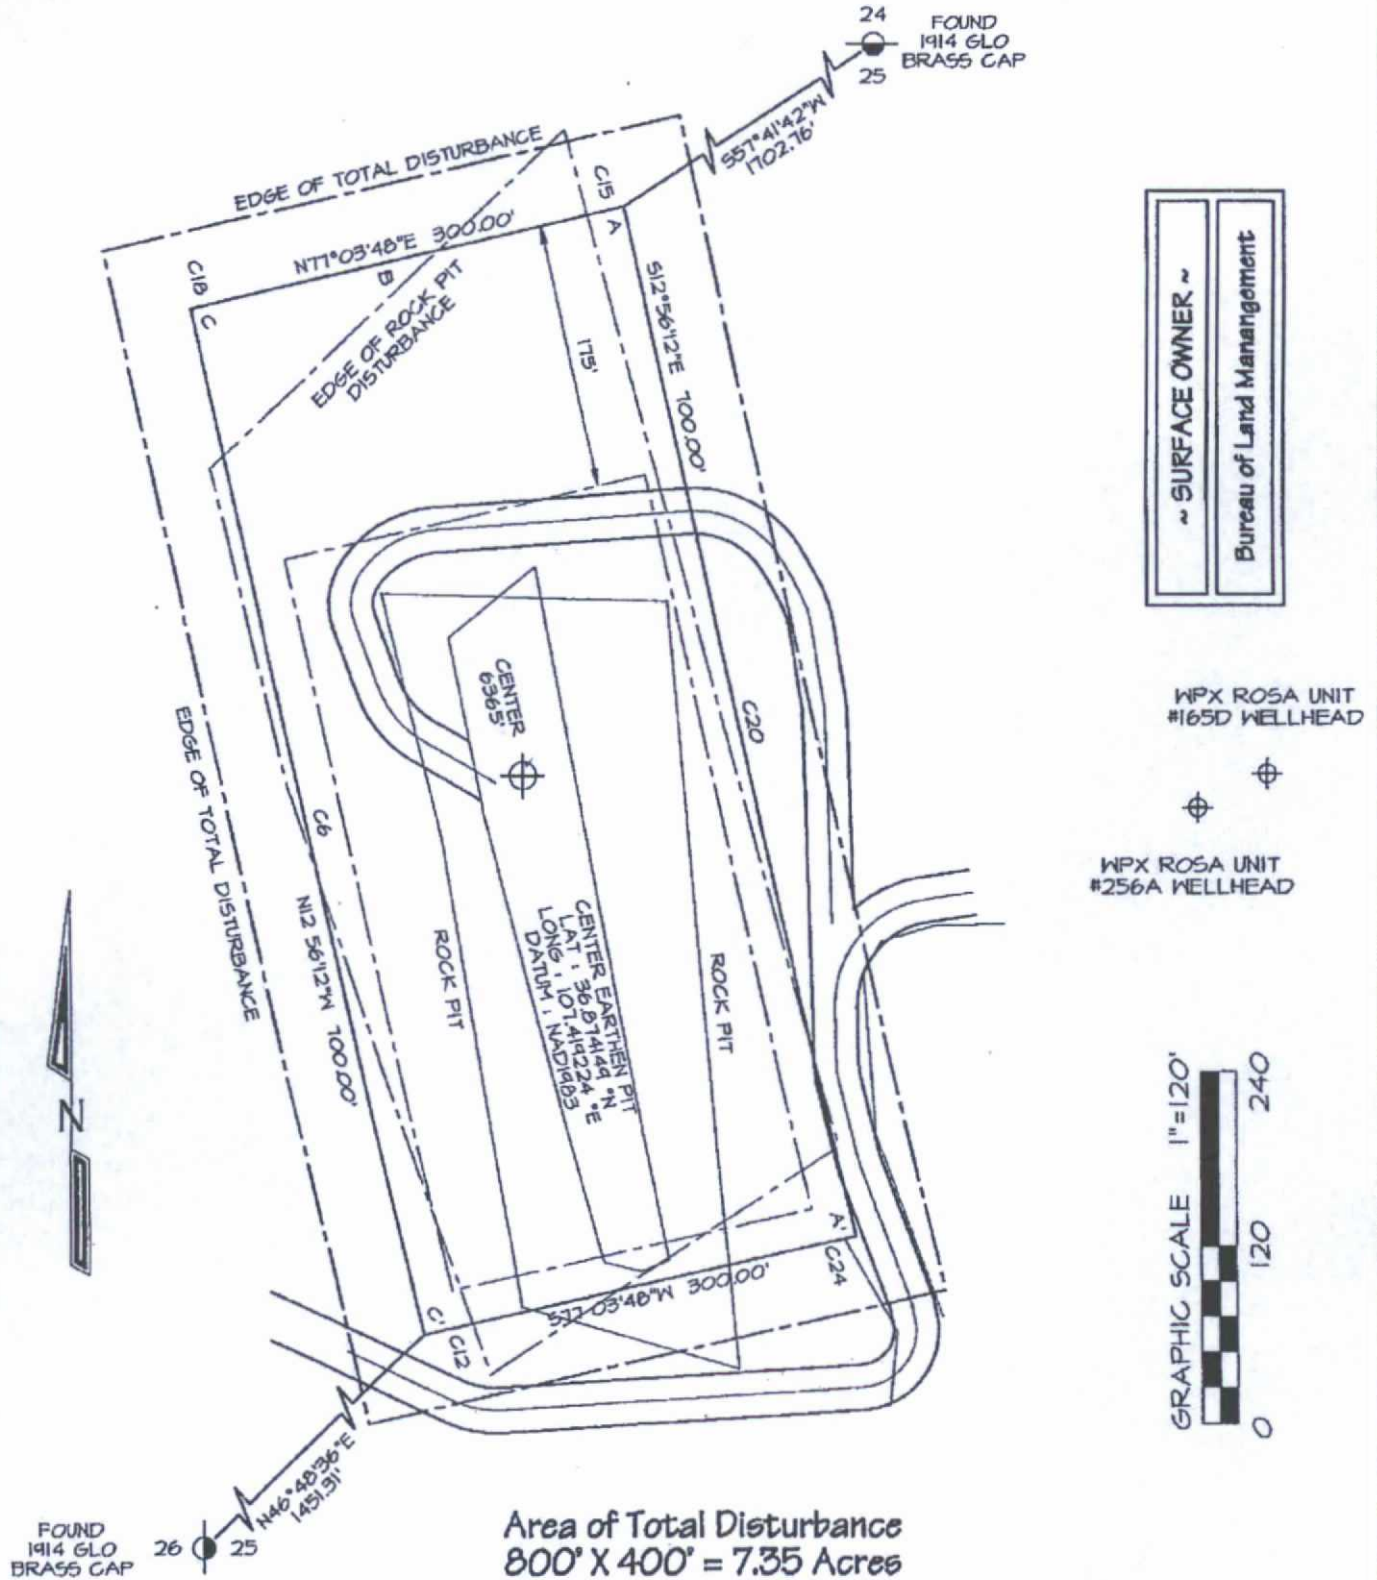 24
25
FOUND
1914 GLO
BRASS CAP
S57°41'42"W
1702.76'
EDGE OF TOTAL DISTURBANCE
C15
A
N77°03'48"E 300.00'
C18
C
B
EDGE OF ROCK PIT
DISTURBANCE
175'
S12°56'12"E 700.00'
~ SURFACE OWNER ~
Bureau of Land Manangement
CENTER
6365'
C20
WPX ROSA UNIT
#165D WELLHEAD
EDGE OF TOTAL DISTURBANCE
C6
WPX ROSA UNIT
#256A WELLHEAD
N12 56'12"W 700.00'
ROCK PIT
CENTER EARTHEN PIT
LAT : 36.874149 °N
LONG : 107.419224 °E
DATUM : NAD1983
ROCK PIT
N
GRAPHIC SCALE 1"=120'
0 120 240
A'
C24
S77 03'48"W 300.00'
C'
C12
N46°48'36"E
1451.31'
FOUND
1914 GLO
BRASS CAP
26 25
Area of Total Disturbance
800' X 400' = 7.35 Acres